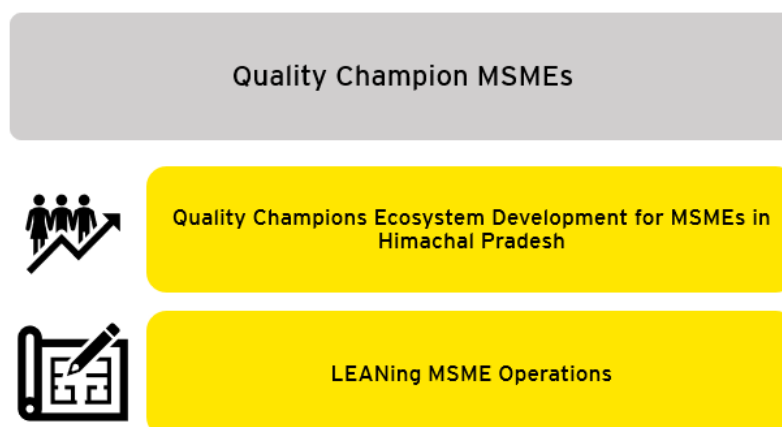 Quality Champion MSMEs
Quality Champions Ecosystem Development for MSMEs in
Himachal Pradesh
LEANing MSME Operations